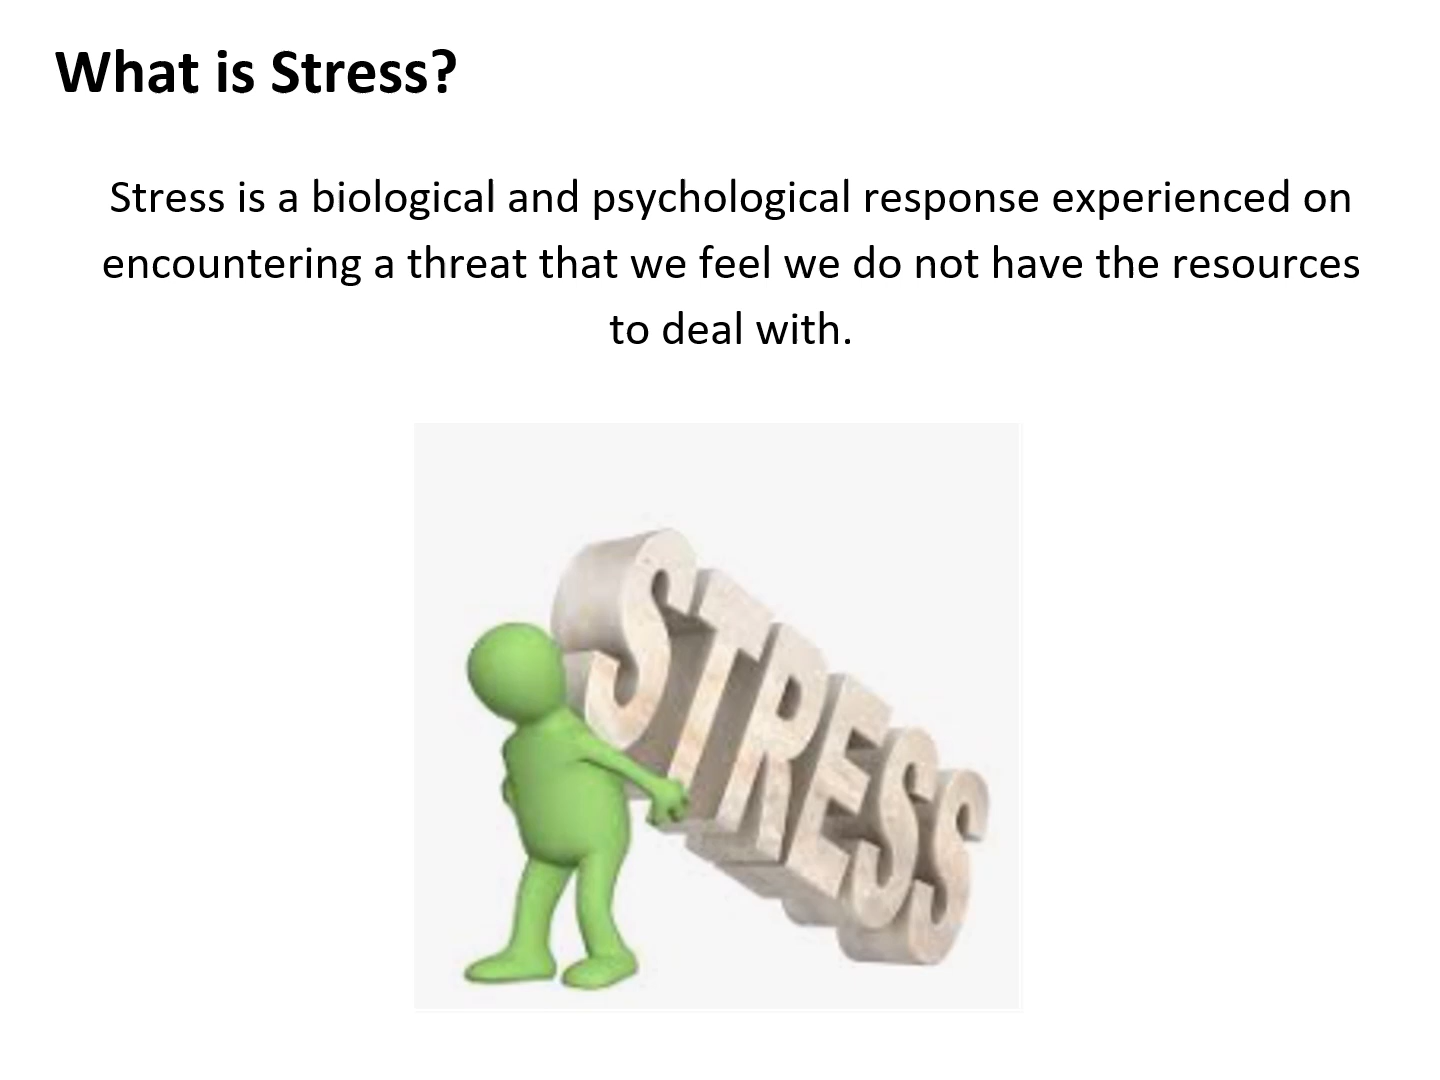 What is Stress?
Stress is a biological and psychological response experienced on
encountering a threat that we feel we do not have the resources
to deal with.
STRESS